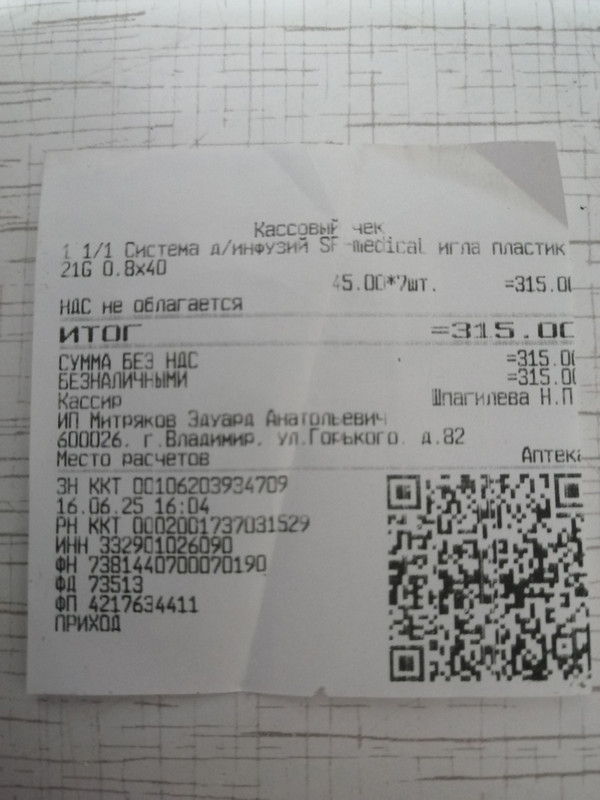 Кассовый чек
1 1/1 Система д/инфузий SF-medical игла пластик
21G 0.8x40
45.00*7шт. =315.0
НДС не облагается
ИТОГ =315.0
СУММА БЕЗ НДС =315.0
БЕЗНАЛИЧНЫМИ =315.0
Кассир Шпагилева Н.П
ИП Митряков Эдуард Анатольевич
600026, г.Владимир, ул.Горького, д.82
Место расчетов Аптека
ЗН ККТ 00106203934709
16.06.25 16:04
РН ККТ 0002001737031529
ИНН 332901026090
ФН 7381440700070190
ФД 73513
ФП 4217634411
ПРИХОД